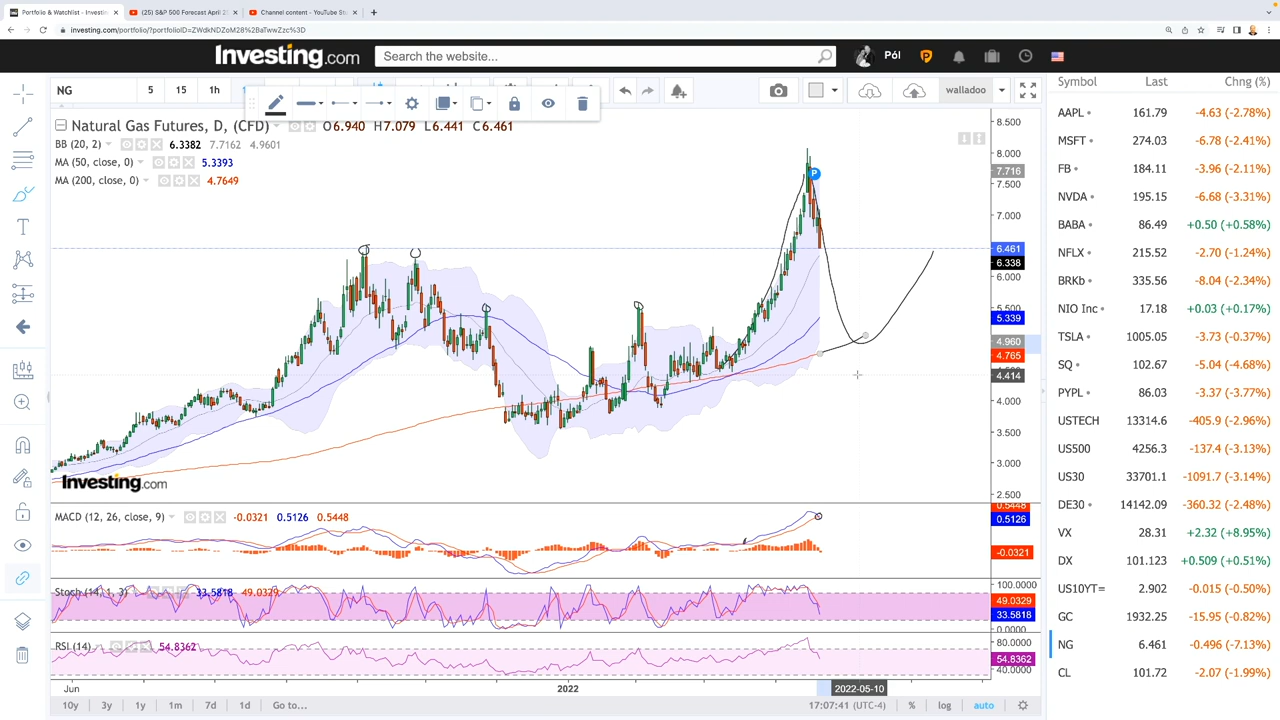 Portfolio & Watchlist - Investin
(25) S&P 500 Forecast April 2
Channel content - YouTube St
investing.com/portfolio/?portfolioID=ZWdkNDZoM28%2BaTwwZzc%3D
Investing.com
Search the website...
Pól
NG 5 15 1h
walladoo
Natural Gas Futures, D, (CFD) O6.940 H7.079 L6.441 C6.461
BB (20, 2) 6.3382 7.7162 4.9601
MA (50, close, 0) 5.3393
MA (200, close, 0) 4.7649
P
8.500
8.000
7.716
7.500
7.000
6.461
6.338
6.000
5.500
5.339
4.960
4.765
4.414
4.000
3.500
3.000
2.500
Investing.com
MACD (12, 26, close, 9) -0.0321 0.5126 0.5448
0.5448
0.5126
-0.0321
Stoch (14, 1, 3) 33.5818 49.0329
100.0000
49.0329
33.5818
0.0000
RSI (14) 54.8362
80.0000
54.8362
40.0000
Jun 2022 2022-05-10
10y 3y 1y 1m 7d 1d Go to... 17:07:41 (UTC-4) % log auto
Symbol Last Chng (%)
AAPL 161.79 -4.63 (-2.78%)
MSFT 274.03 -6.78 (-2.41%)
FB 184.11 -3.96 (-2.11%)
NVDA 195.15 -6.68 (-3.31%)
BABA 86.49 +0.50 (+0.58%)
NFLX 215.52 -2.70 (-1.24%)
BRKb 335.56 -8.04 (-2.34%)
NIO Inc 17.18 +0.03 (+0.17%)
TSLA 1005.05 -3.73 (-0.37%)
SQ 102.67 -5.04 (-4.68%)
PYPL 86.03 -3.37 (-3.77%)
USTECH 13314.6 -405.9 (-2.96%)
US500 4256.3 -137.4 (-3.13%)
US30 33701.1 -1091.7 (-3.14%)
DE30 14142.09 -360.32 (-2.48%)
VX 28.31 +2.32 (+8.95%)
DX 101.123 +0.509 (+0.51%)
US10YT= 2.902 -0.015 (-0.50%)
GC 1932.25 -15.95 (-0.82%)
NG 6.461 -0.496 (-7.13%)
CL 101.72 -2.07 (-1.99%)